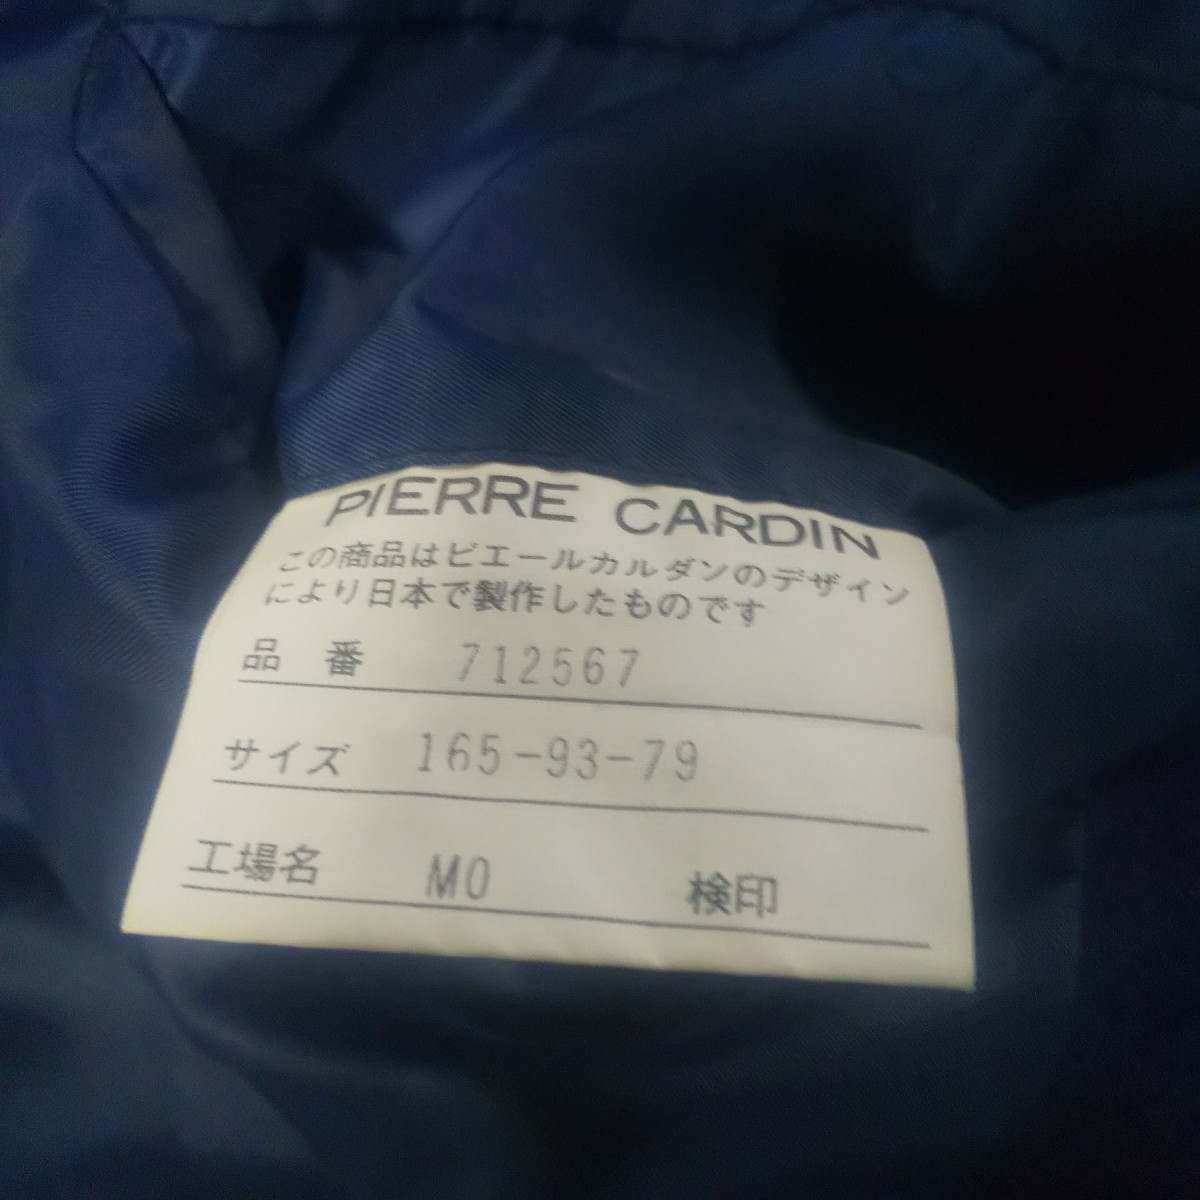 PIERRE CARDIN
この商品はピエールカルダンのデザイン
により日本で製作したものです
品 番 712567
サイズ 165-93-79
工場名 MO 検印